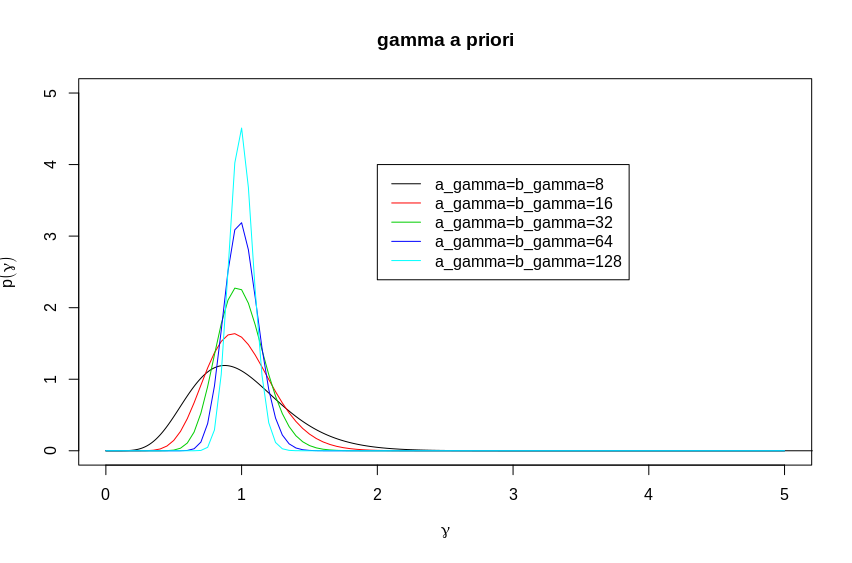 gamma a priori
5
4
3
2
1
0
p(γ)
a_gamma=b_gamma=8
a_gamma=b_gamma=16
a_gamma=b_gamma=32
a_gamma=b_gamma=64
a_gamma=b_gamma=128
0 1 2 3 4 5
γ